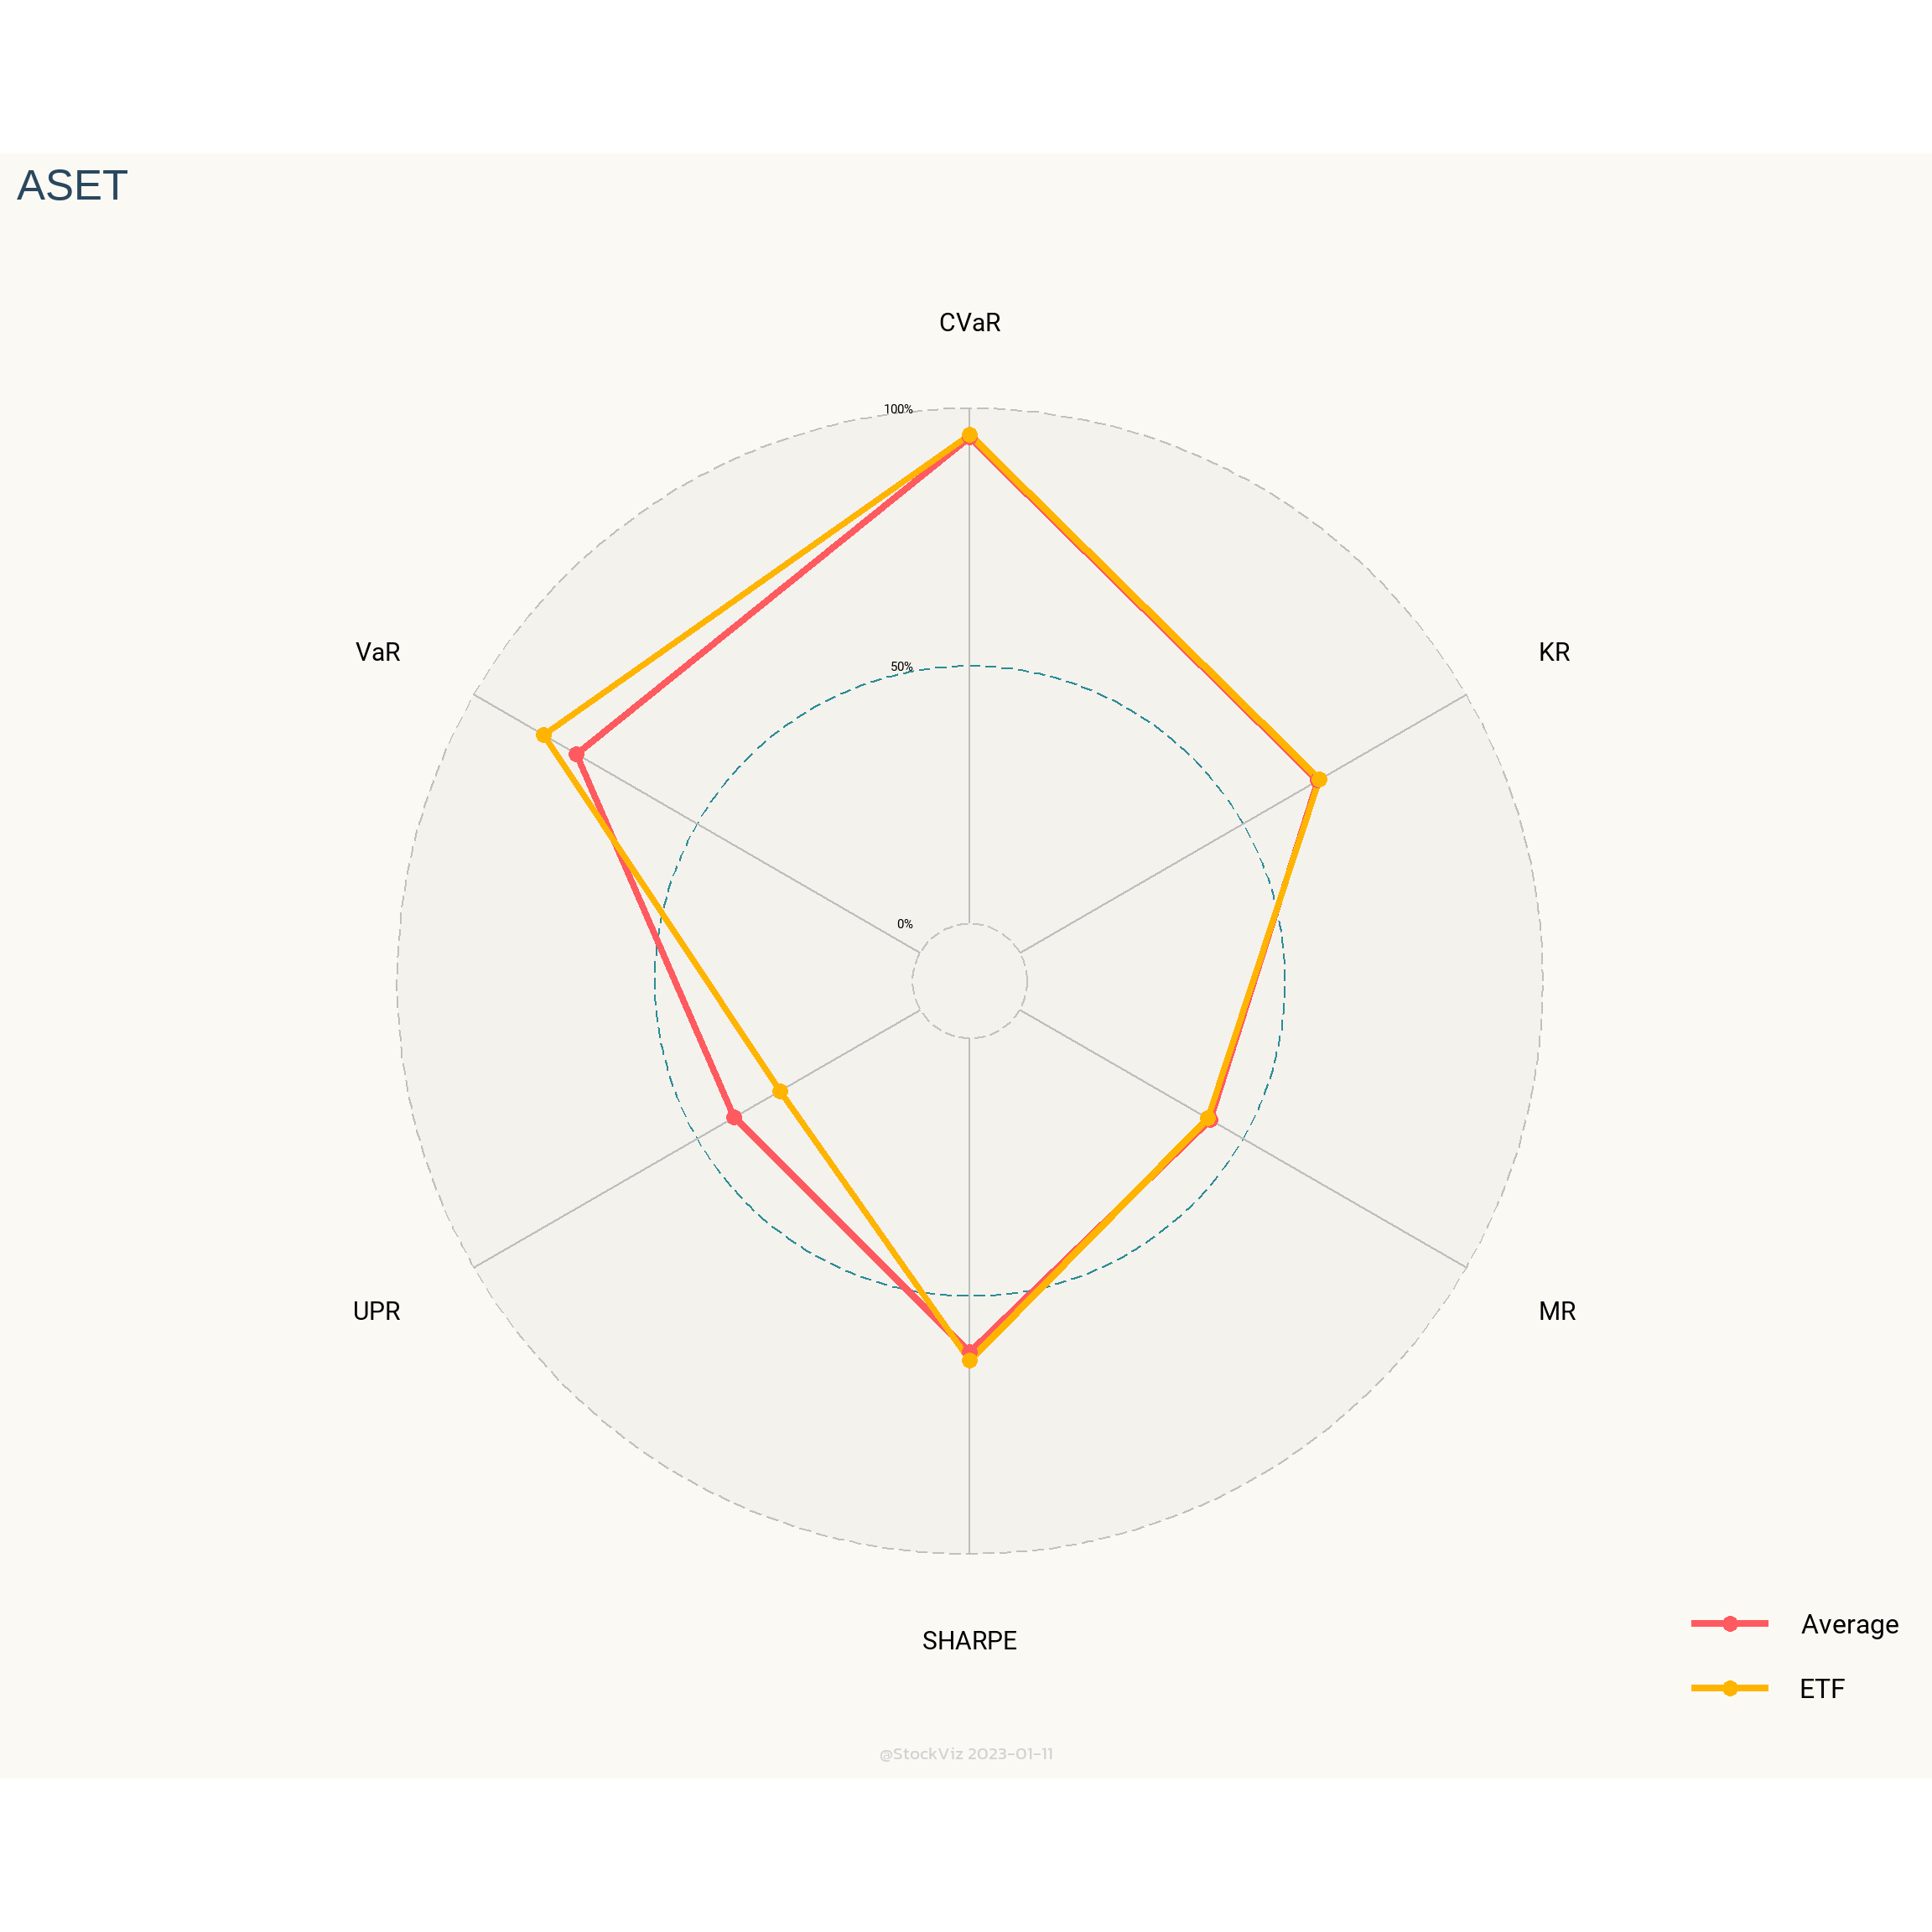 ASET
CVaR
100%
VaR
KR
50%
0%
UPR
MR
SHARPE
Average
ETF
@StockViz 2023-01-11